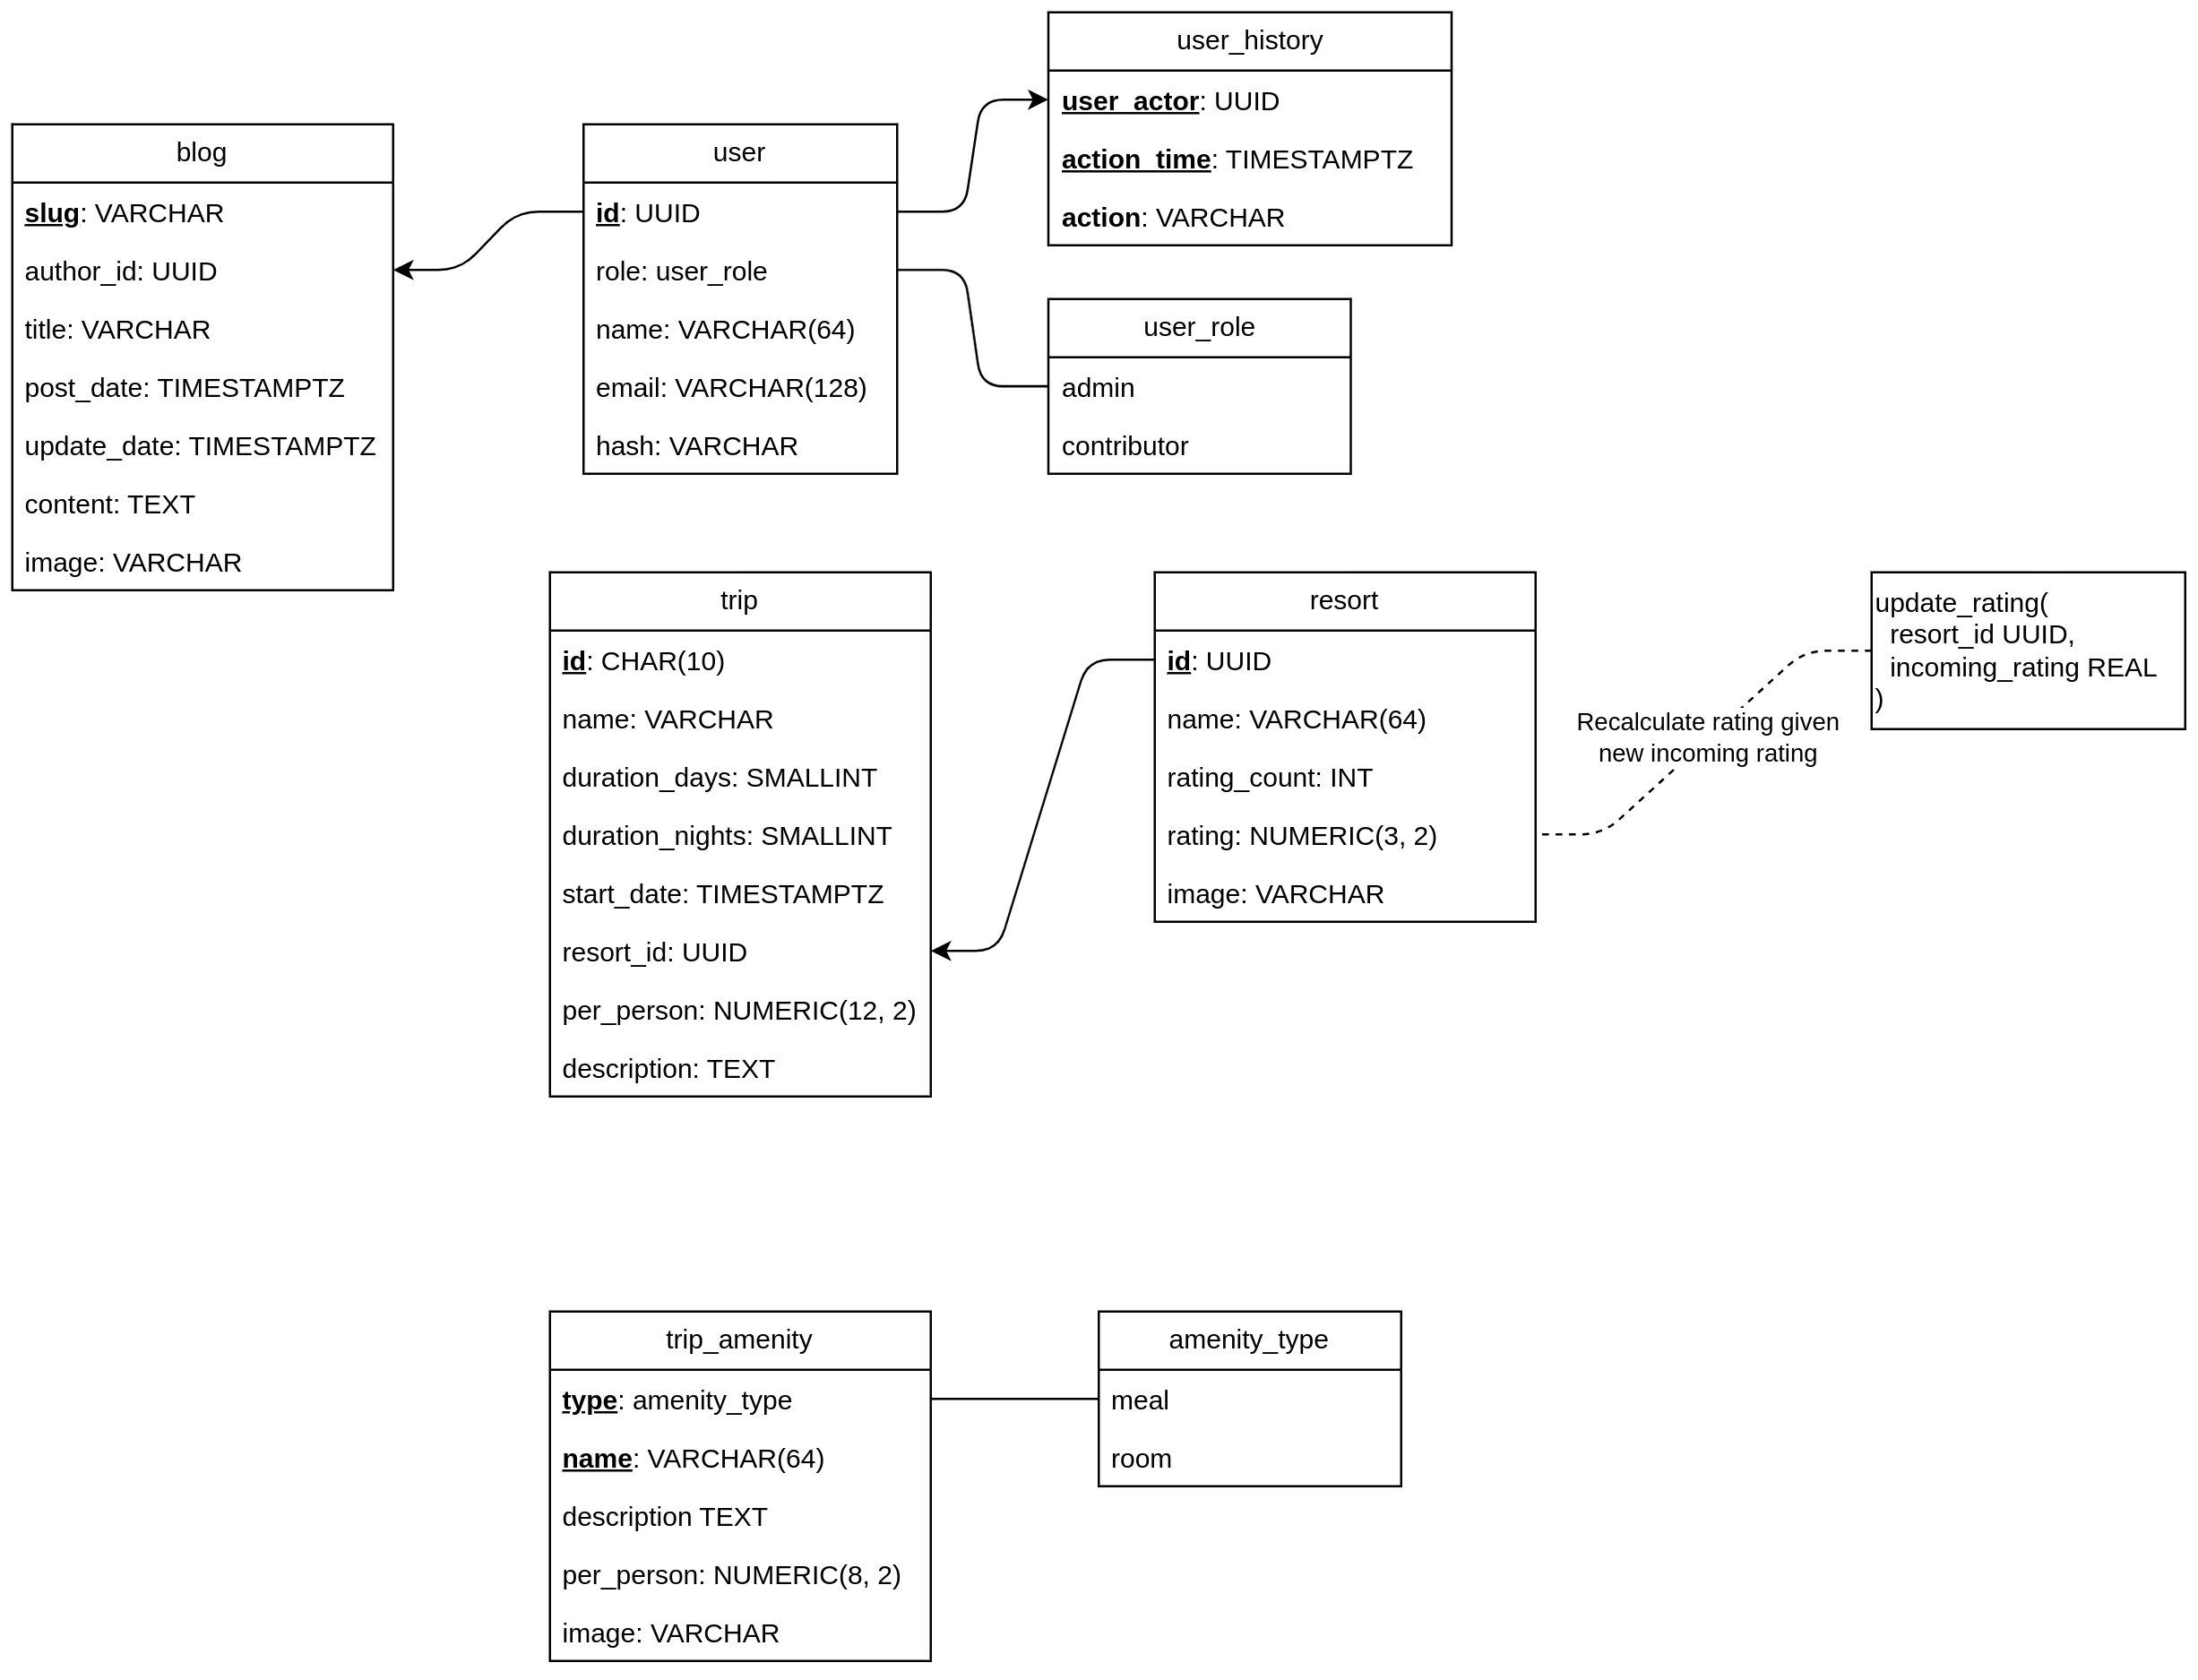 user_history
user_actor: UUID
action_time: TIMESTAMPTZ
action: VARCHAR
blog
slug: VARCHAR
author_id: UUID
title: VARCHAR
post_date: TIMESTAMPTZ
update_date: TIMESTAMPTZ
content: TEXT
image: VARCHAR
user
id: UUID
role: user_role
name: VARCHAR(64)
email: VARCHAR(128)
hash: VARCHAR
user_role
admin
contributor
trip
id: CHAR(10)
name: VARCHAR
duration_days: SMALLINT
duration_nights: SMALLINT
start_date: TIMESTAMPTZ
resort_id: UUID
per_person: NUMERIC(12, 2)
description: TEXT
resort
id: UUID
name: VARCHAR(64)
rating_count: INT
rating: NUMERIC(3, 2)
image: VARCHAR
Recalculate rating given
new incoming rating
update_rating(
resort_id UUID,
incoming_rating REAL
)
trip_amenity
type: amenity_type
name: VARCHAR(64)
description TEXT
per_person: NUMERIC(8, 2)
image: VARCHAR
amenity_type
meal
room